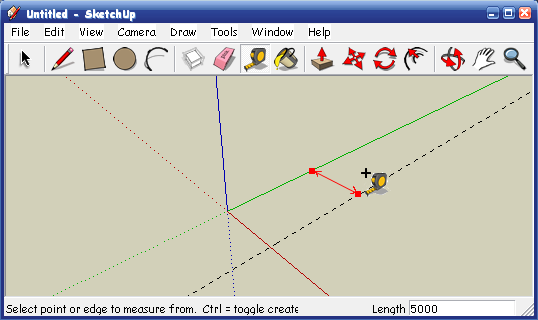 Untitled - SketchUp
File Edit View Camera Draw Tools Window Help
Select point or edge to measure from. Ctrl = toggle create
Length 5000